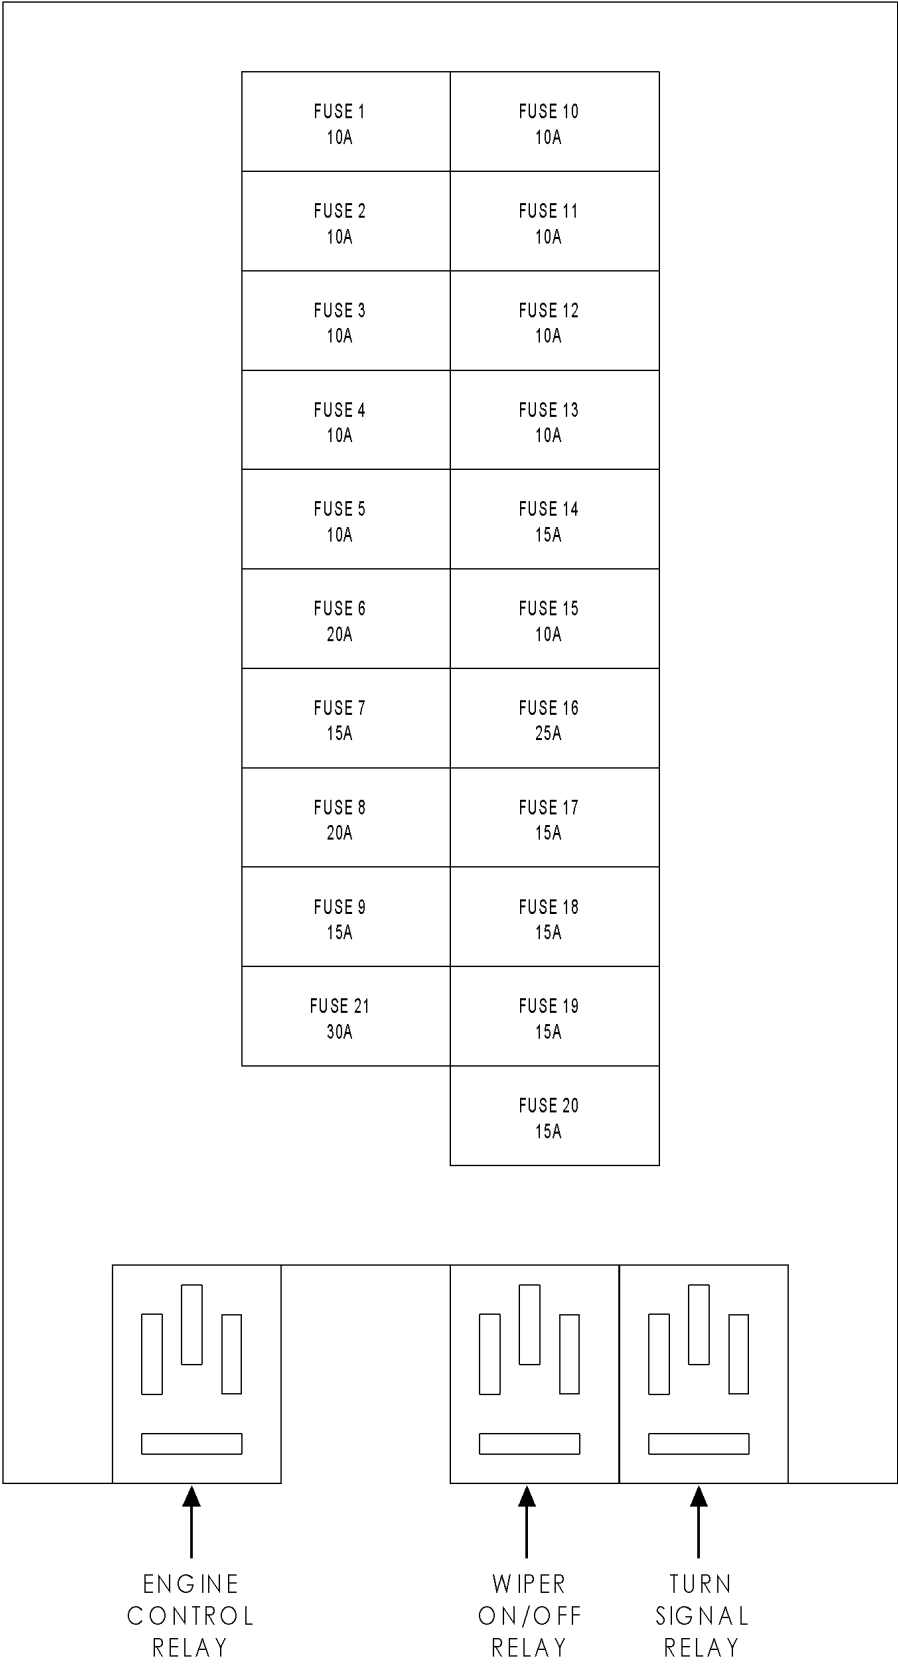 FUSE 1
10A
FUSE 10
10A
FUSE 2
10A
FUSE 11
10A
FUSE 3
10A
FUSE 12
10A
FUSE 4
10A
FUSE 13
10A
FUSE 5
10A
FUSE 14
15A
FUSE 6
20A
FUSE 15
10A
FUSE 7
15A
FUSE 16
25A
FUSE 8
20A
FUSE 17
15A
FUSE 9
15A
FUSE 18
15A
FUSE 21
30A
FUSE 19
15A
FUSE 20
15A
ENGINE
CONTROL
RELAY
WIPER
ON/OFF
RELAY
TURN
SIGNAL
RELAY